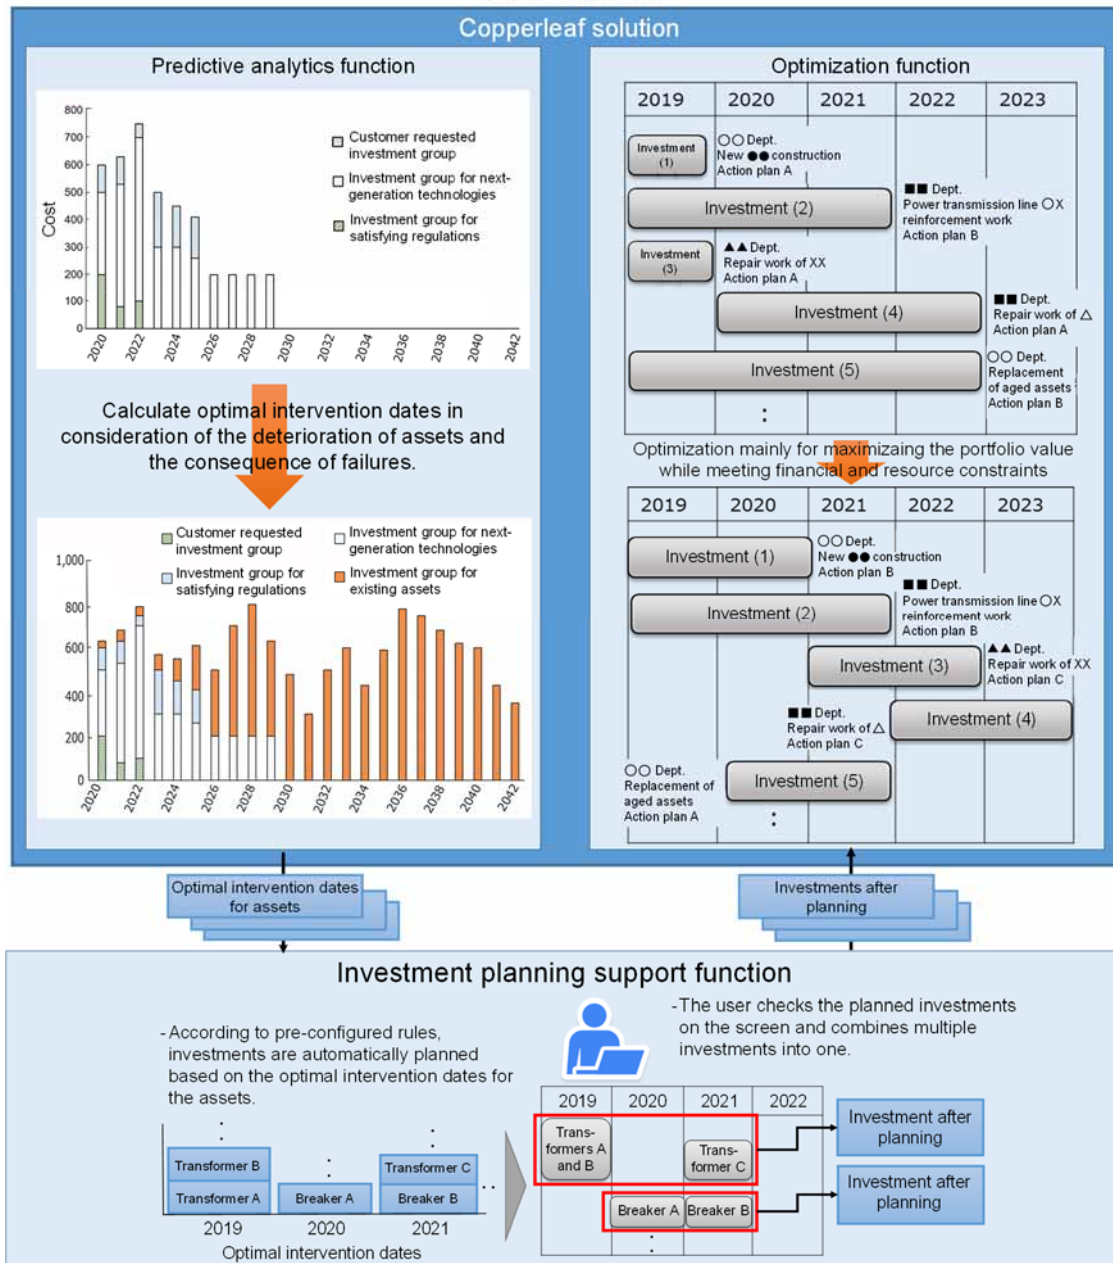 Copperleaf solution
Predictive analytics function
800
700
600
500
400
300
200
100
0
Cost
Customer requested
investment group
Investment group for next-
generation technologies
Investment group for
satisfying regulations
2020
2022
2024
2026
2028
2030
2032
2034
2036
2038
2040
2042
Calculate optimal intervention dates in
consideration of the deterioration of assets and
the consequence of failures.
Customer requested
investment group
Investment group for next-
generation technologies
Investment group for
satisfying regulations
Investment group for
existing assets
1,000
800
600
400
200
0
2020
2022
2024
2026
2028
2030
2032
2034
2036
2038
2040
2042
Optimization function
2019 2020 2021 2022 2023
Investment
(1)
○○ Dept.
New ●● construction
Action plan A
Investment (2)
■■ Dept.
Power transmission line ○X
reinforcement work
Action plan B
Investment
(3)
▲▲ Dept.
Repair work of XX
Action plan A
Investment (4)
■■ Dept.
Repair work of △
Action plan A
Investment (5)
○○ Dept.
Replacement
of aged assets
Action plan B
:
Optimization mainly for maximizaing the portfolio value
while meeting financial and resource constraints
2019 2020 2021 2022 2023
Investment (1)
○○ Dept.
New ●● construction
Action plan B
Investment (2)
■■ Dept.
Power transmission line ○X
reinforcement work
Action plan B
Investment (3)
▲▲ Dept.
Repair work of XX
Action plan C
■■ Dept.
Repair work of △
Action plan C
Investment (4)
○○ Dept.
Replacement of
aged assets
Action plan A
Investment (5)
:
Optimal intervention dates
for assets
Investments after
planning
Investment planning support function
- According to pre-configured rules,
investments are automatically planned
based on the optimal intervention dates for
the assets.
- The user checks the planned investments
on the screen and combines multiple
investments into one.
: : :
Transformer B
Transformer A
Breaker A
Transformer C
Breaker B
..
2019 2020 2021
Optimal intervention dates
2019 2020 2021 2022
Trans-
formers A
and B
Trans-
former C
Breaker A
Breaker B
:
Investment after
planning
Investment after
planning